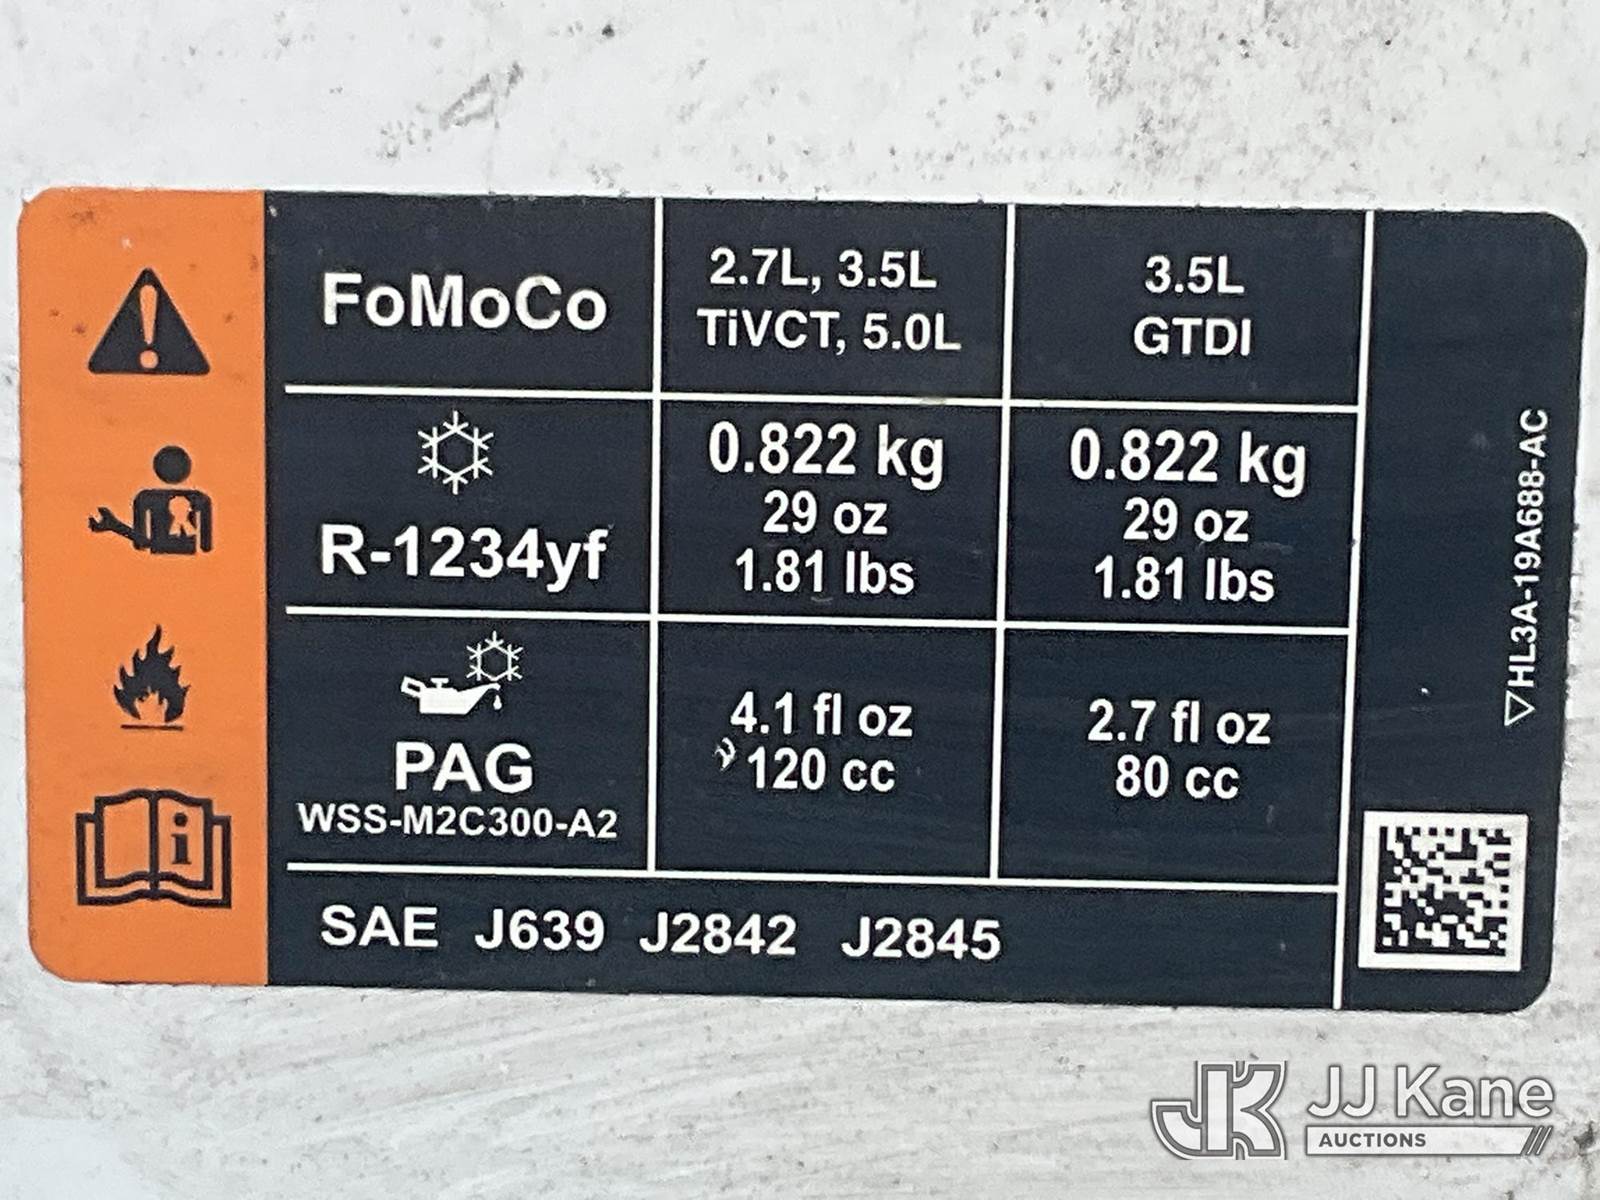 FoMoCo
2.7L, 3.5L
TiVCT, 5.0L
3.5L
GTDI
R-1234yf
0.822 kg
29 oz
1.81 lbs
0.822 kg
29 oz
1.81 lbs
PAG
WSS-M2C300-A2
4.1 fl oz
120 cc
2.7 fl oz
80 cc
SAE J639 J2842 J2845
HL3A-19A688-AC
i
JK
JJ Kane
AUCTIONS